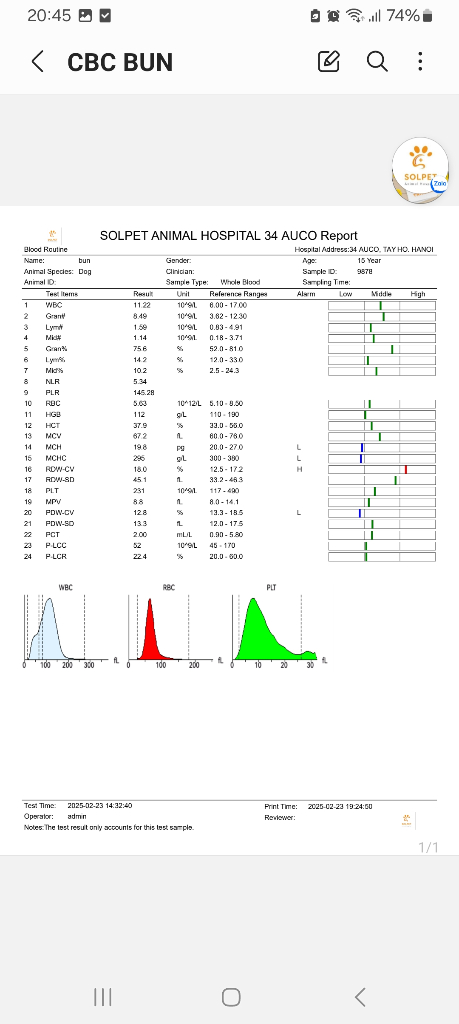 20:45
74%
CBC BUN
SOLPET
Zalo
SOLPET ANIMAL HOSPITAL 34 AUCO Report
Blood Routine Hospital Address:34 AUCO, TAY HO. HANOI
Name: bun Gender: Age: 15 Year
Animal Species: Dog Clinician: Sample ID: 9878
Animal ID: Sample Type: Whole Blood Sampling Time:
Test Items Result Unit Reference Ranges Alarm Low Middle High
1 WBC 11.22 10^9/L 6.00 - 17.00
2 Gran# 8.49 10^9/L 3.62 - 12.30
3 Lym# 1.59 10^9/L 0.83 - 4.91
4 Mid# 1.14 10^9/L 0.18 - 3.71
5 Gran% 75.6 % 52.0 - 81.0
6 Lym% 14.2 % 12.0 - 33.0
7 Mid% 10.2 % 2.5 - 24.3
8 NLR 5.34
9 PLR 145.28
10 RBC 5.63 10^12/L 5.10 - 8.50
11 HGB 112 g/L 110 - 190
12 HCT 37.9 % 33.0 - 56.0
13 MCV 67.2 fL 60.0 - 76.0
14 MCH 19.8 pg 20.0 - 27.0 L
15 MCHC 295 g/L 300 - 380 L
16 RDW-CV 18.0 % 12.5 - 17.2 H
17 RDW-SD 45.1 fL 33.2 - 46.3
18 PLT 231 10^9/L 117 - 490
19 MPV 8.8 fL 8.0 - 14.1
20 PDW-CV 12.8 % 13.3 - 18.5 L
21 PDW-SD 13.3 fL 12.0 - 17.5
22 PCT 2.00 mL/L 0.90 - 5.80
23 P-LCC 52 10^9/L 45 - 170
24 P-LCR 22.4 % 20.0 - 60.0
WBC RBC PLT
0 100 200 300 fL 0 100 200 fL 0 10 20 30 fL
Test Time: 2025-02-23 14:32:40 Print Time: 2025-02-23 19:24:50
Operator: admin Reviewer:
Notes:The test result only accounts for this test sample.
1/1